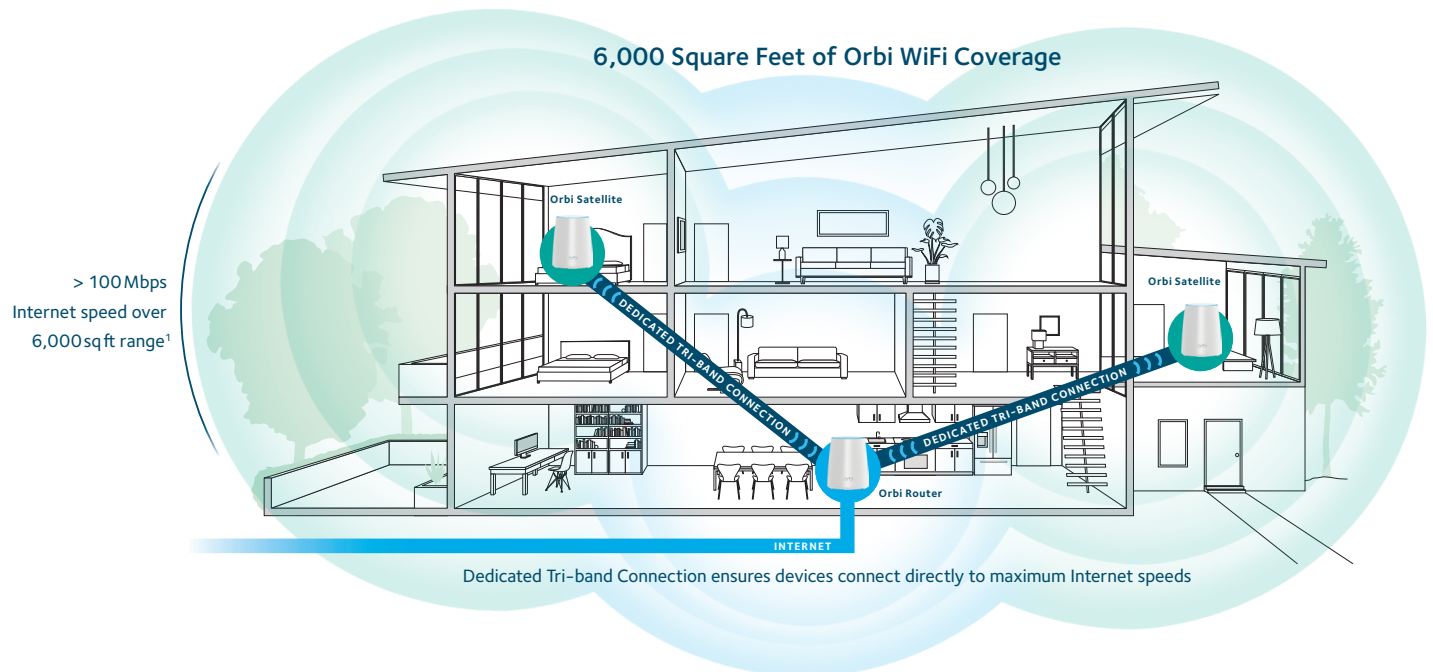 6,000 Square Feet of Orbi WiFi Coverage
Orbi Satellite
> 100 Mbps
Internet speed over
6,000 sq ft range¹
Orbi Satellite
DEDICATED TRI-BAND CONNECTION
DEDICATED TRI-BAND CONNECTION
Orbi Router
INTERNET
Dedicated Tri-band Connection ensures devices connect directly to maximum Internet speeds